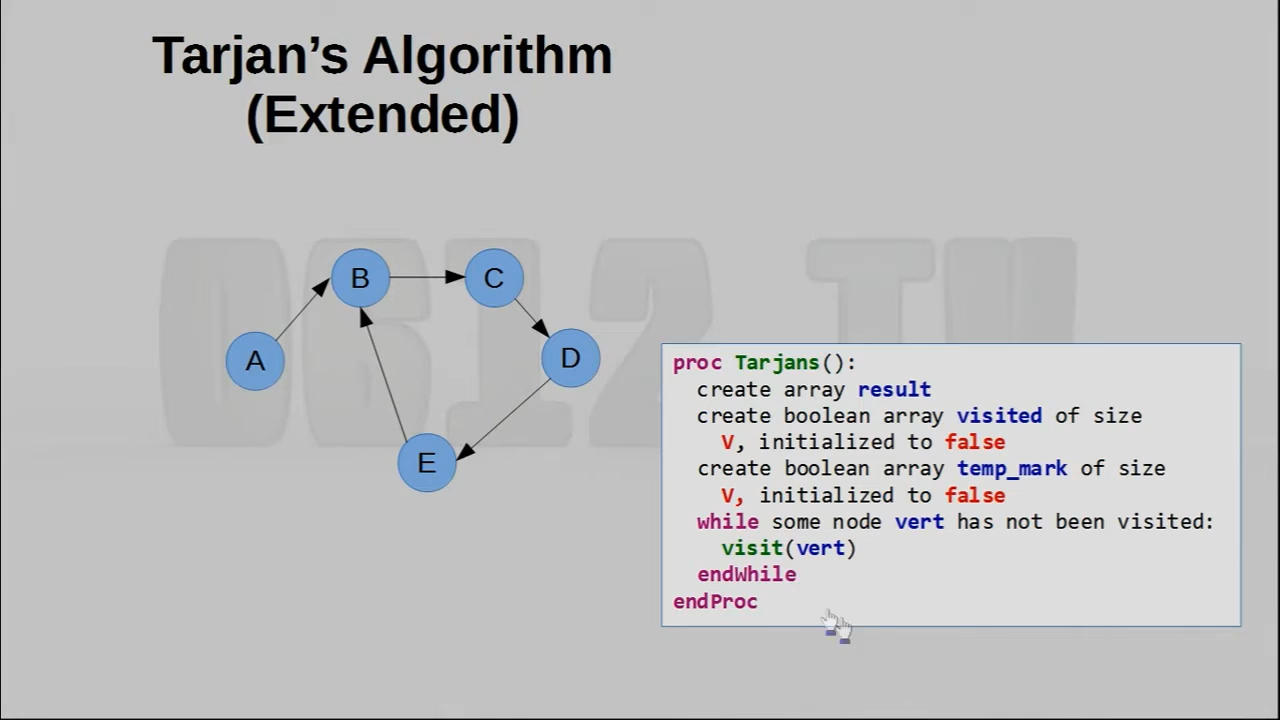 Tarjan’s Algorithm
(Extended)
0612 TV
B
C
A
D
E
proc Tarjans():
create array result
create boolean array visited of size
V, initialized to false
create boolean array temp_mark of size
V, initialized to false
while some node vert has not been visited:
visit(vert)
endWhile
endProc